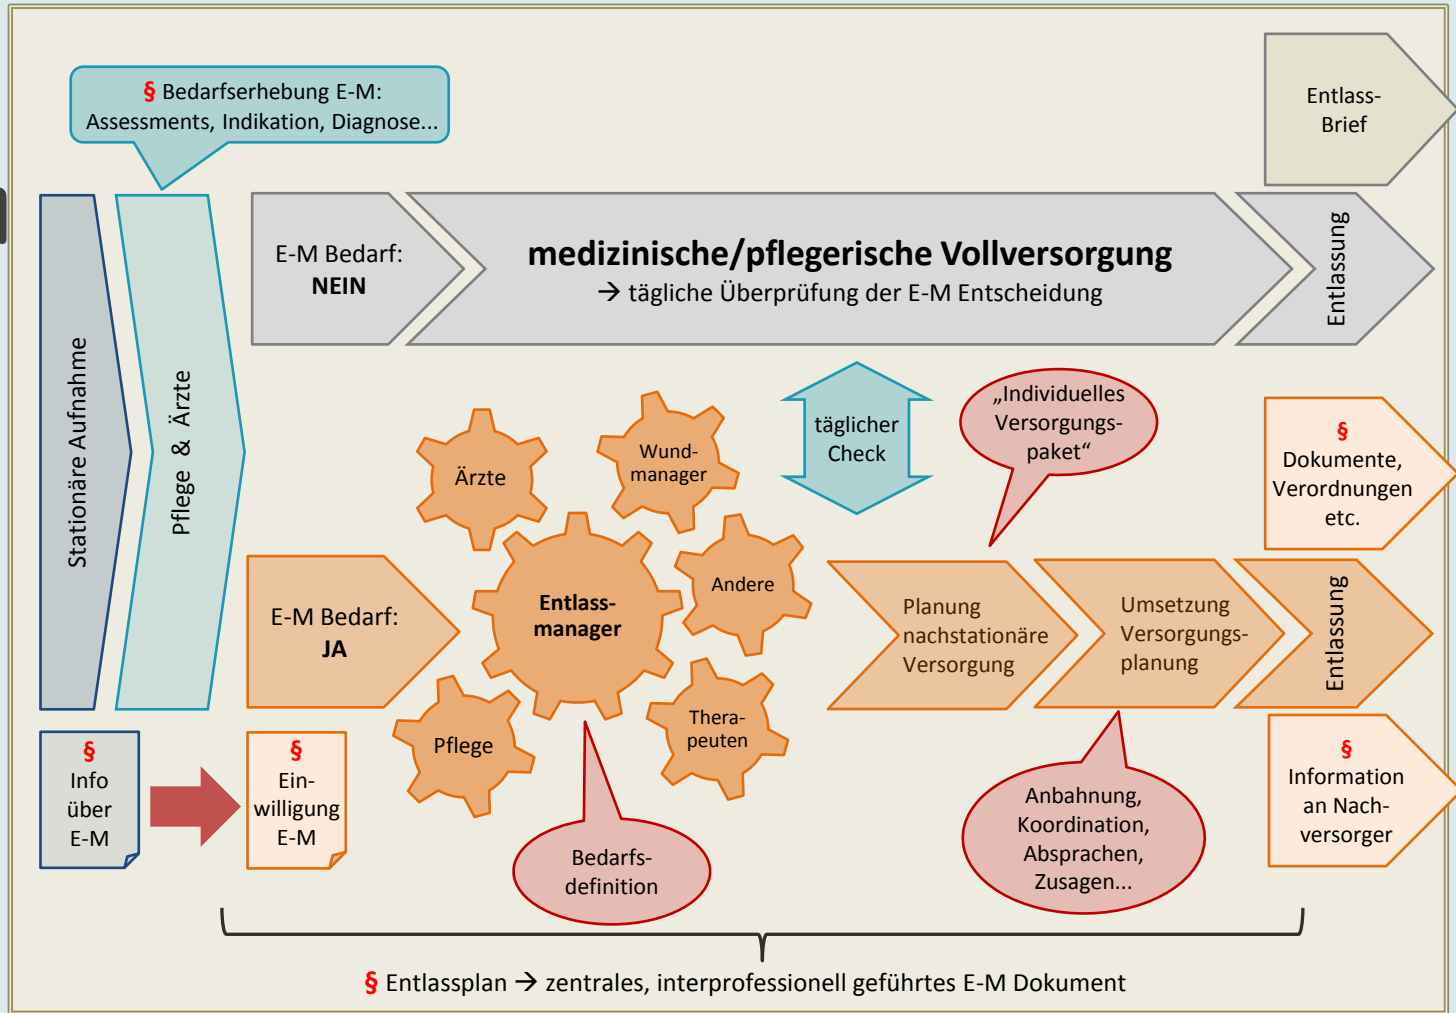 § Bedarfserhebung E-M:
Assessments, Indikation, Diagnose...
Entlass-
Brief
Stationäre Aufnahme
Pflege & Ärzte
E-M Bedarf:
NEIN
medizinische/pflegerische Vollversorgung
→ tägliche Überprüfung der E-M Entscheidung
Entlassung
täglicher
Check
„Individuelles
Versorgungs-
paket“
§
Dokumente,
Verordnungen
etc.
E-M Bedarf:
JA
Ärzte
Wund-
manager
Entlass-
manager
Andere
Pflege
Thera-
peuten
Planung
nachstationäre
Versorgung
Umsetzung
Versorgungs-
planung
Entlassung
§
Info
über
E-M
§
Ein-
willigung
E-M
Bedarfs-
definition
Anbahnung,
Koordination,
Absprachen,
Zusagen...
§
Information
an Nach-
versorger
§ Entlassplan → zentrales, interprofessionell geführtes E-M Dokument